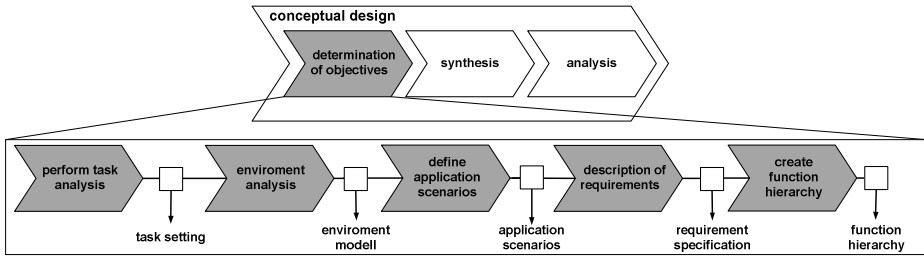 conceptual design
determination
of objectives
synthesis
analysis
perform task
analysis
enviroment
analysis
define
application
scenarios
description of
requirements
create
function
hierarchy
task setting
enviroment
modell
application
scenarios
requirement
specification
function
hierarchy